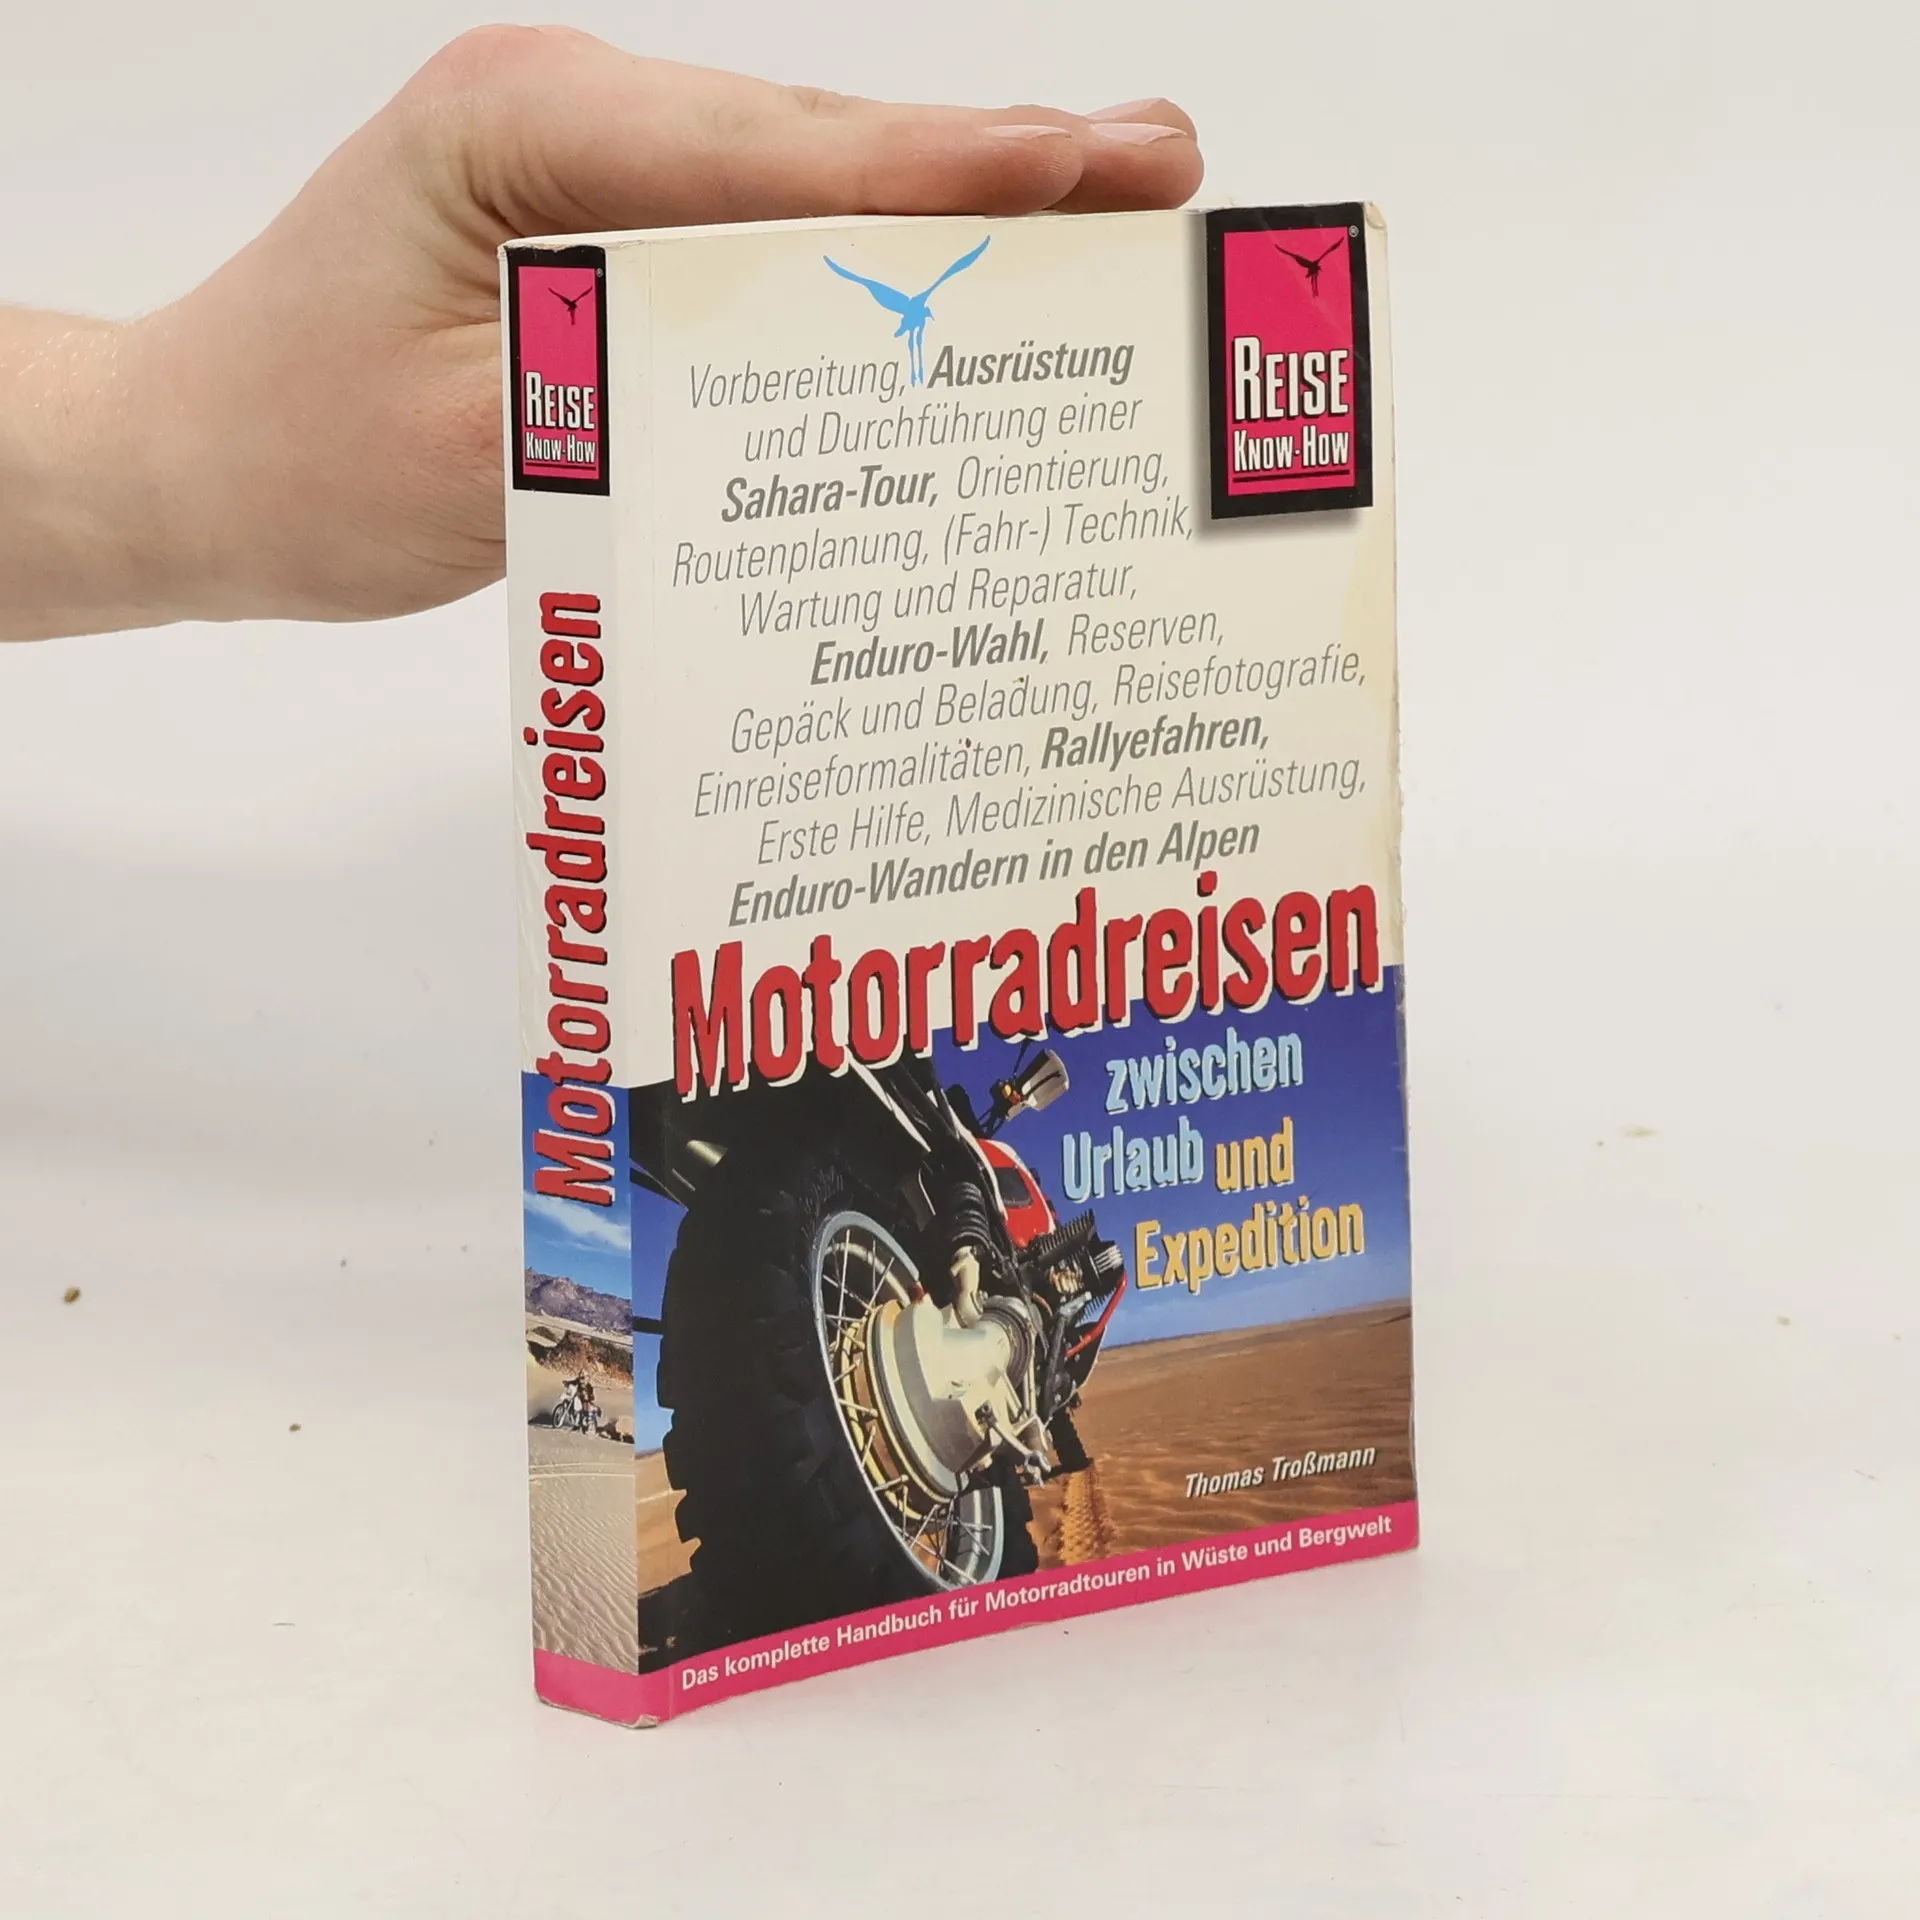 REISE
KNOW-HOW
Motorradreisen
Vorbereitung, Ausrüstung
und Durchführung einer
Sahara-Tour, Orientierung,
Routenplanung, (Fahr-) Technik,
Wartung und Reparatur,
Enduro-Wahl, Reserven,
Gepäck und Beladung, Reisefotografie,
Einreiseformalitäten, Rallyefahren,
Erste Hilfe, Medizinische Ausrüstung,
Enduro-Wandern in den Alpen
REISE
KNOW-HOW
®
Motorradreisen
zwischen
Urlaub und
Expedition
Thomas Troßmann
Das komplette Handbuch für Motorradtouren in Wüste und Bergwelt